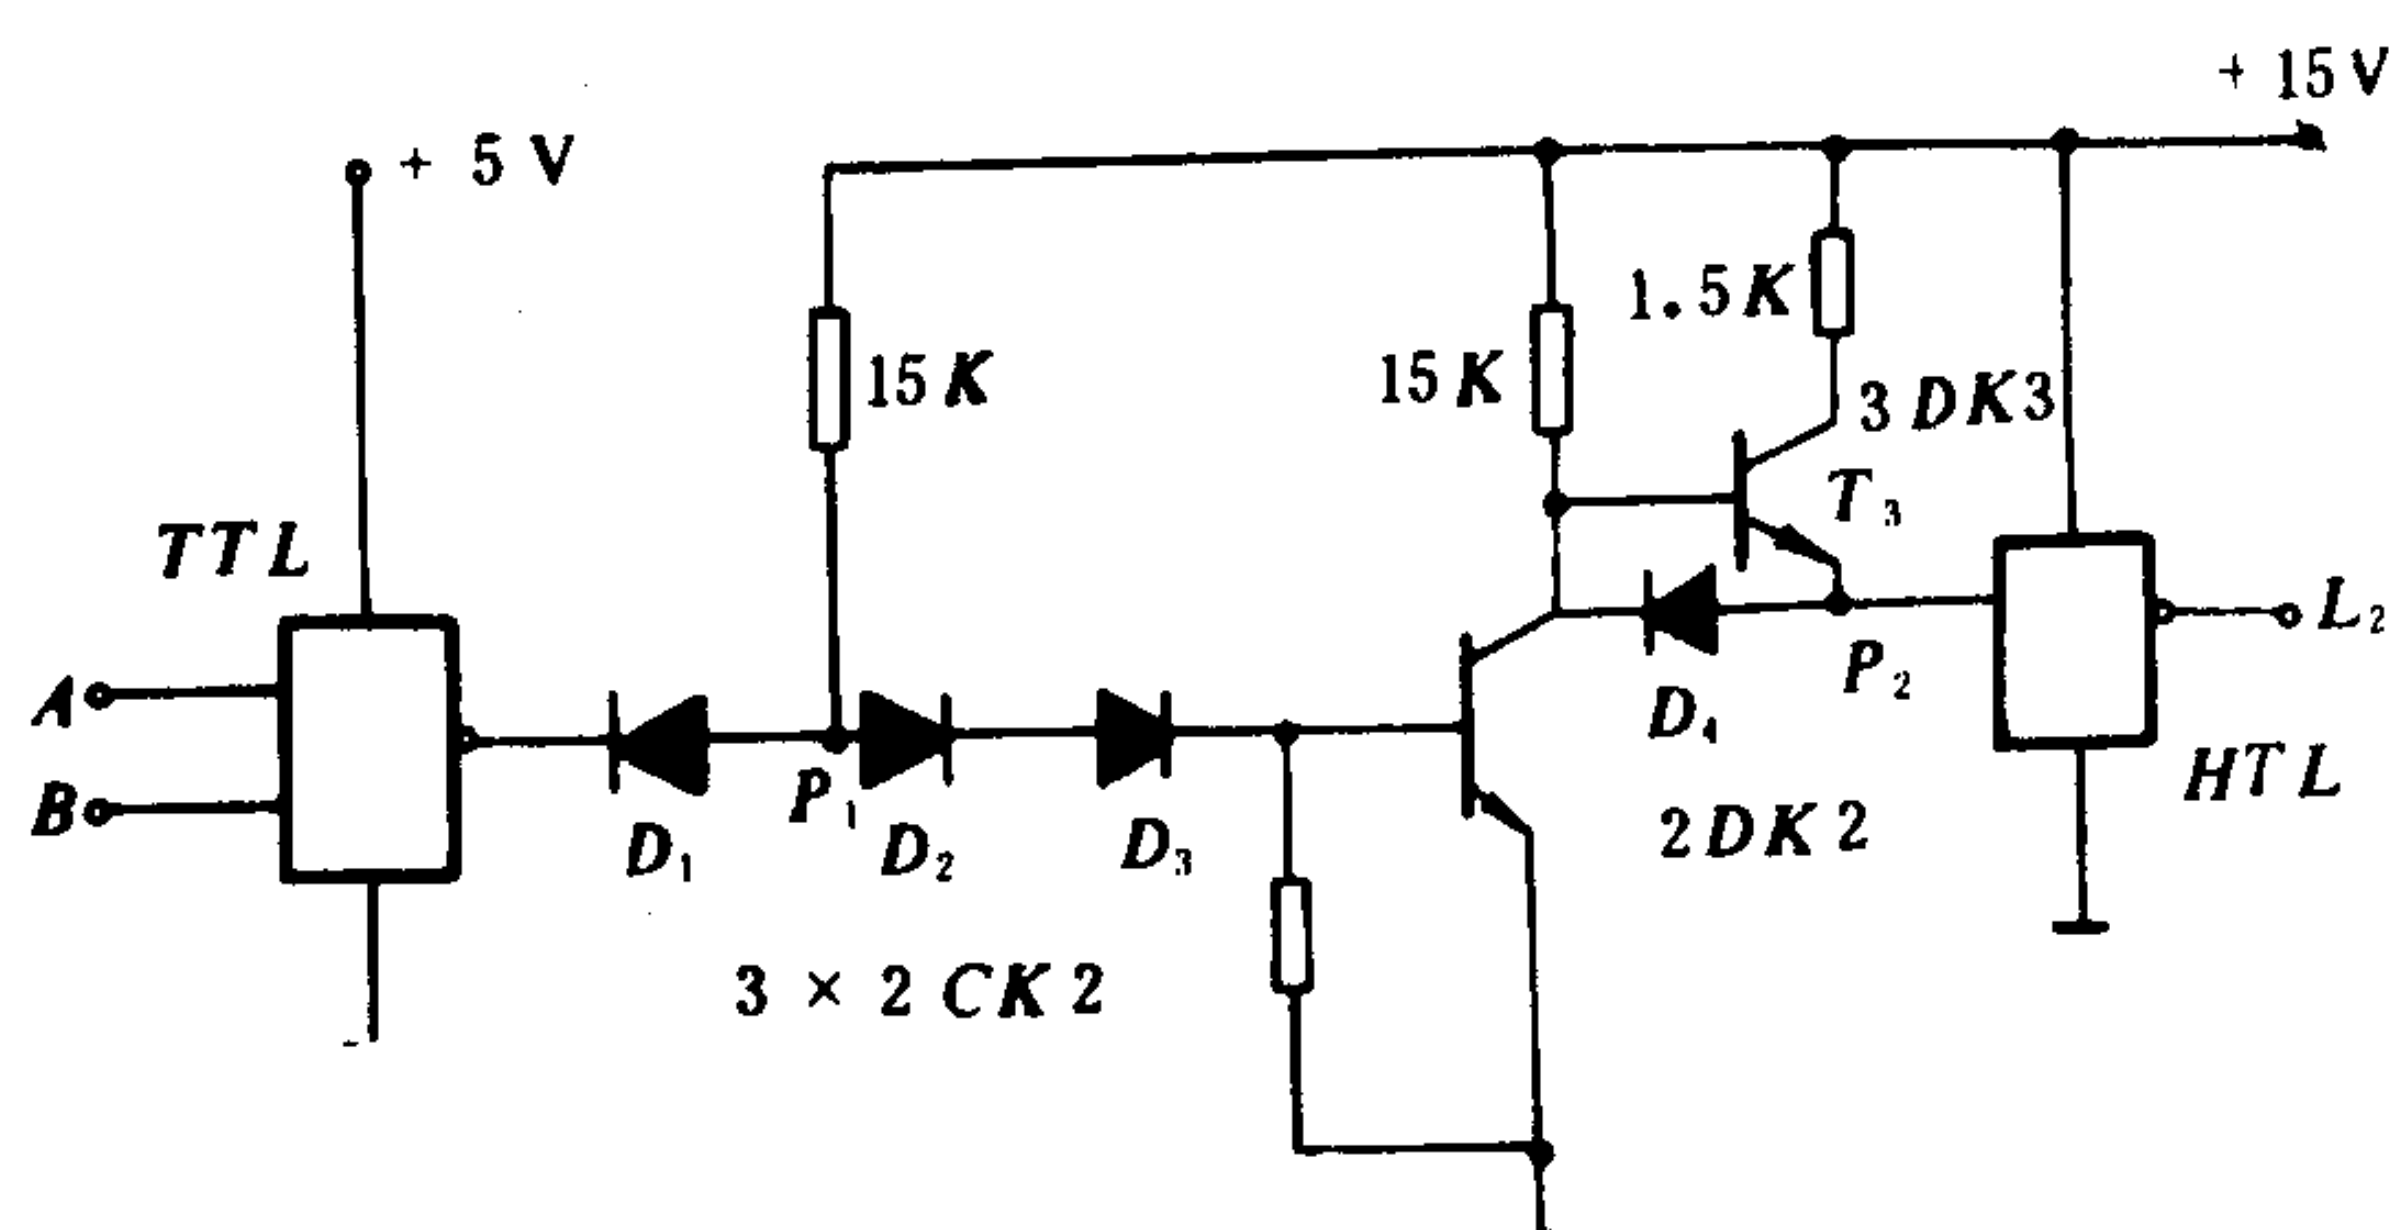 + 15 V
+ 5 V
1.5K
15K
15K
3DK3
TTL
T₃
L₂
A
P₂
D₄
HTL
B
P₁
D₁
D₂
D₃
2DK2
3 × 2CK2